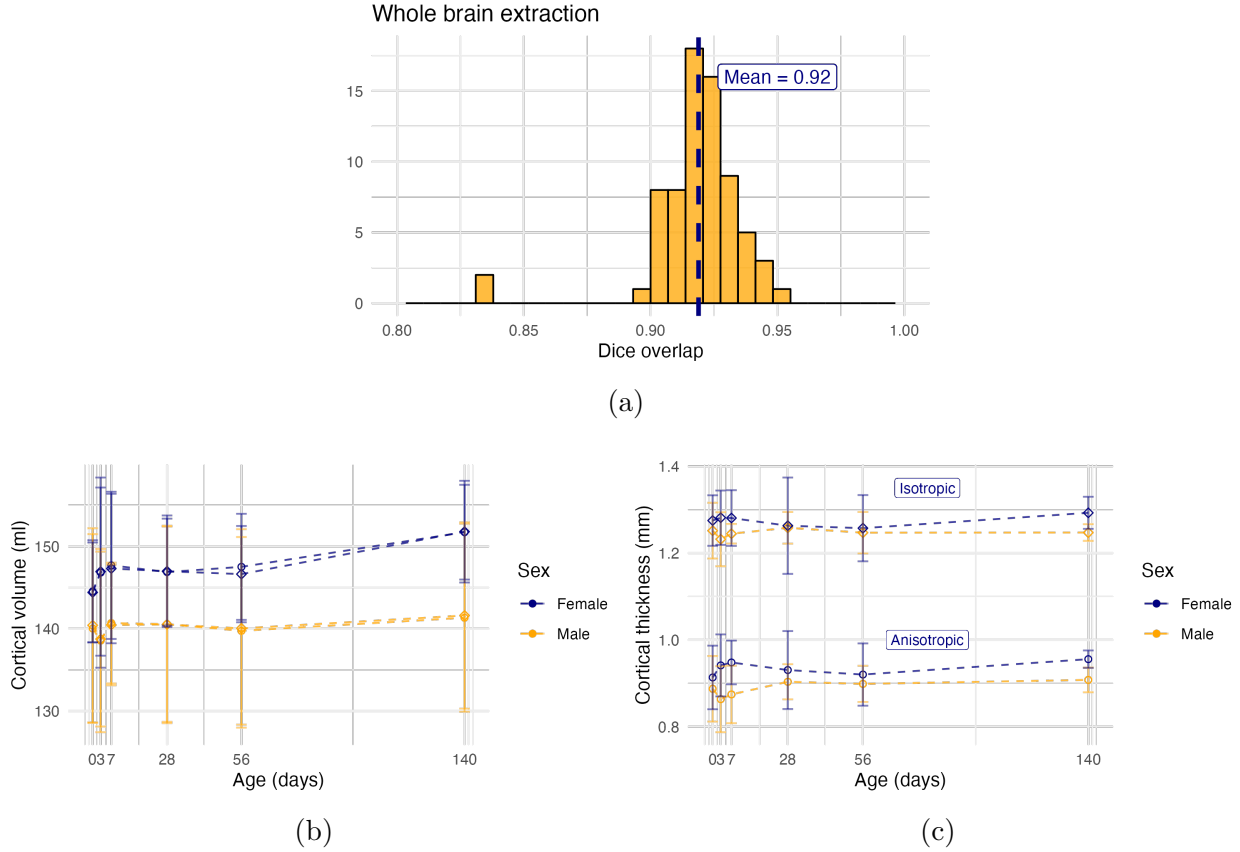 Whole brain extraction
Mean = 0.92
15
10
5
0
0.80 0.85 0.90 0.95 1.00
Dice overlap
(a)
Cortical volume (ml)
150
140
130
0 3 7 28 56 140
Age (days)
Sex
Female
Male
(b)
Cortical thickness (mm)
1.4
1.2
1.0
0.8
Isotropic
Anisotropic
0 3 7 28 56 140
Age (days)
Sex
Female
Male
(c)